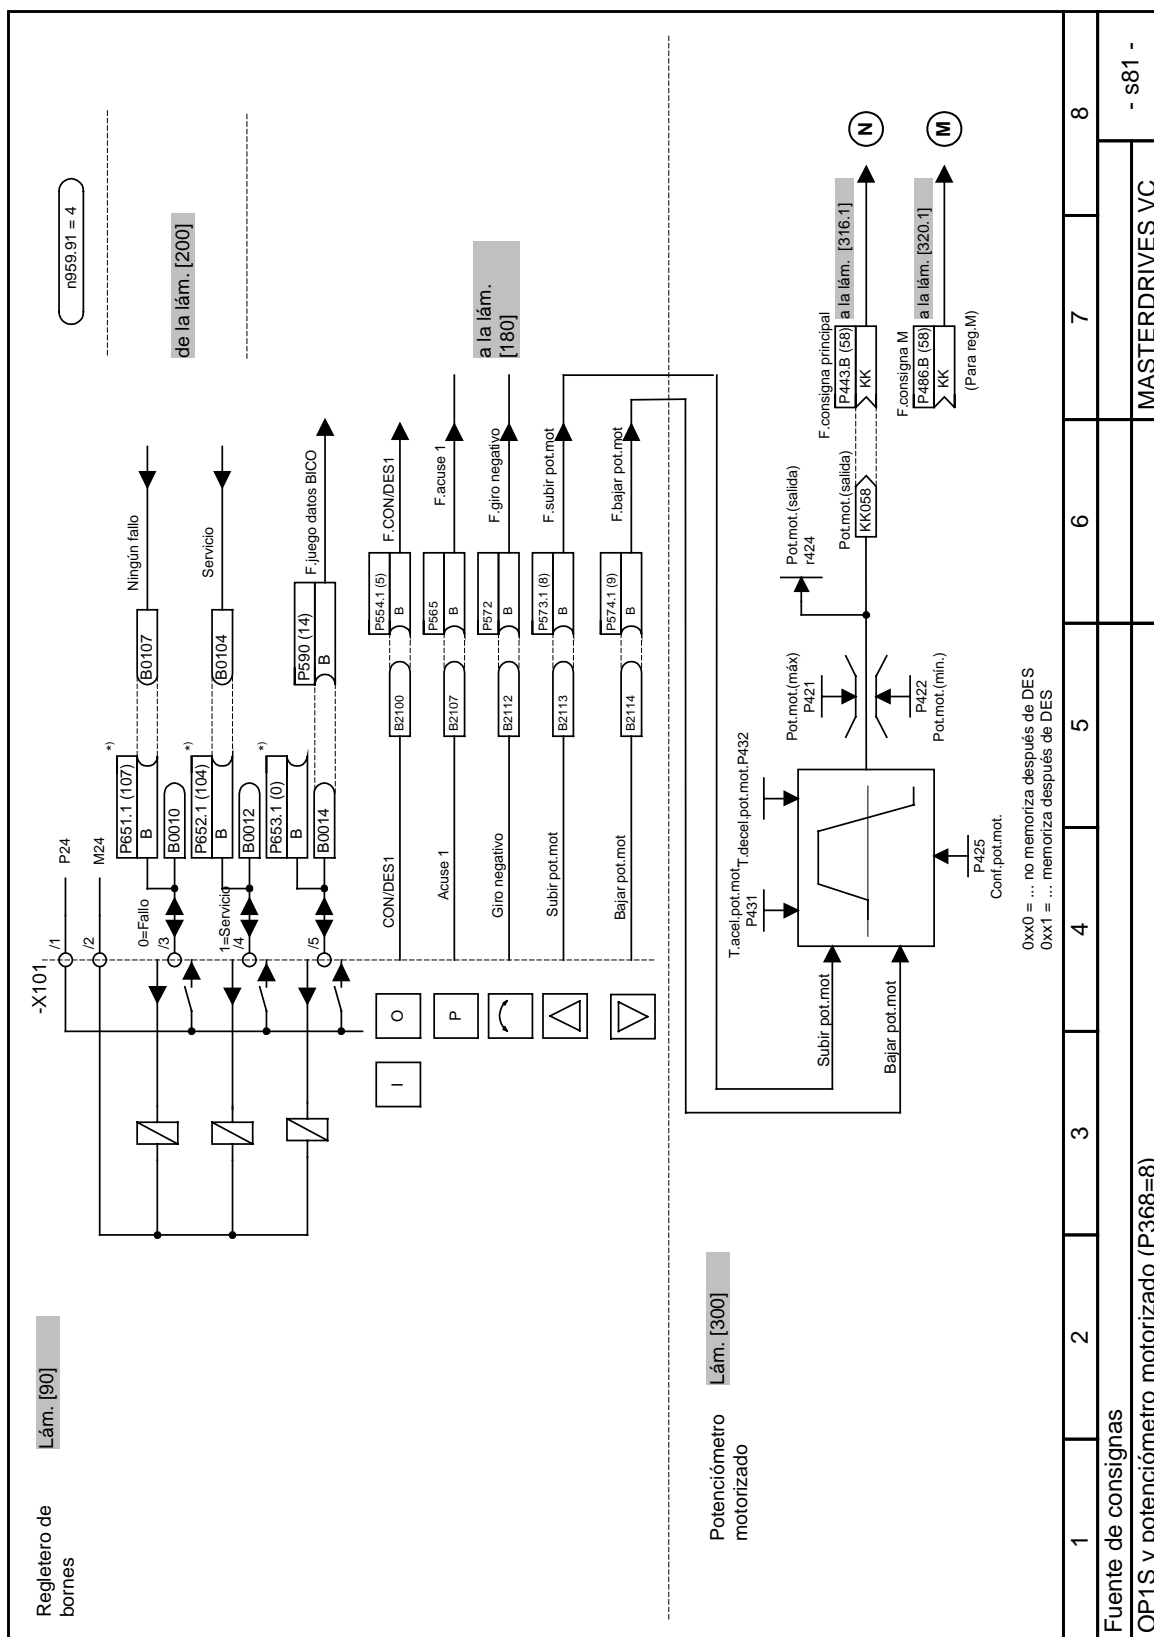 Regletero de
bornes
Lám. [90]
-X101
/1
P24
/2
M24
n959.91 = 4
0=Fallo
/3
P651.1 (107)
B
*)
B0010
B0107
Ningún fallo
de la lám. [200]
1=Servicio
/4
P652.1 (104)
B
*)
B0012
B0104
Servicio
/5
P653.1 (0)
B
*)
B0014
P590 (14)
B
F.juego datos BICO
I
O
CON/DES1
B2100
P554.1 (5)
B
F.CON/DES1
P
Acuse 1
B2107
P565
B
F.acuse 1
Giro negativo
B2112
P572
B
F.giro negativo
a la lám.
[180]
Subir pot.mot
B2113
P573.1 (8)
B
F.subir pot.mot
Bajar pot.mot
B2114
P574.1 (9)
B
F.bajar pot.mot
Potenciómetro
motorizado
Lám. [300]
Subir pot.mot
Bajar pot.mot
T.acel.pot.mot.
P431
T.decel.pot.mot.P432
P425
Conf.pot.mot.
Pot.mot.(máx)
P421
P422
Pot.mot.(mín.)
Pot.mot.(salida)
r424
Pot.mot.(salida)
KK058
F.consigna principal
P443.B (58)
KK
a la lám. [316.1]
N
F.consigna M
P486.B (58)
KK
(Para reg.M)
a la lám. [320.1]
M
0xx0 = ... no memoriza después de DES
0xx1 = ... memoriza después de DES
1
2
3
4
5
6
7
8
Fuente de consignas
- s81 -
OP1S y potenciómetro motorizado (P368=8)
MASTERDRIVES VC